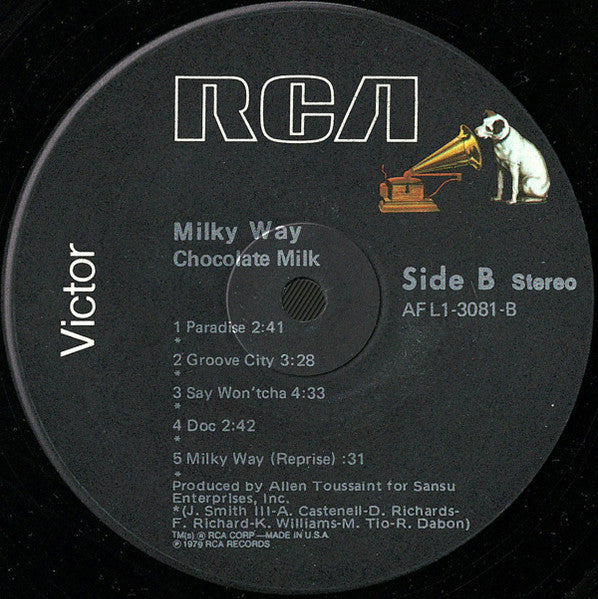 RCA
Victor
Milky Way
Chocolate Milk
Side B Stereo
AFL1-3081-B
1 Paradise 2:41
*
2 Groove City 3:28
*
3 Say Won'tcha 4:33
*
4 Doc 2:42
*
5 Milky Way (Reprise) :31
*
Produced by Allen Toussaint for Sansu
Enterprises, Inc.
*(J. Smith III-A. Castenell-D. Richards-
F. Richard-K. Williams-M. Tio-R. Dabon)
TM(s) ® RCA CORP—MADE IN U.S.A.
℗ 1979 RCA RECORDS